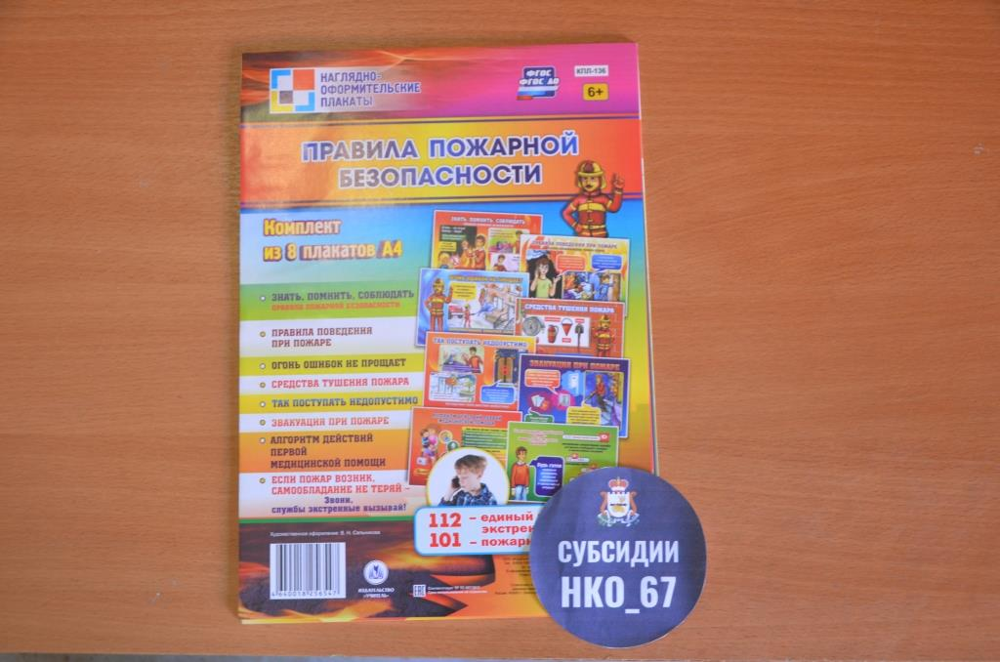 НАГЛЯДНО-
ОФОРМИТЕЛЬСКИЕ
ПЛАКАТЫ
ФГОС
ФГОС ДО
КПЛ-136
6+
ПРАВИЛА ПОЖАРНОЙ
БЕЗОПАСНОСТИ
Комплект
из 8 плакатов А4
ЗНАТЬ, ПОМНИТЬ, СОБЛЮДАТЬ
ПРАВИЛА ПОЖАРНОЙ БЕЗОПАСНОСТИ
ПРАВИЛА ПОВЕДЕНИЯ
ПРИ ПОЖАРЕ
ОГОНЬ ОШИБОК НЕ ПРОЩАЕТ
СРЕДСТВА ТУШЕНИЯ ПОЖАРА
ТАК ПОСТУПАТЬ НЕДОПУСТИМО
ЭВАКУАЦИЯ ПРИ ПОЖАРЕ
АЛГОРИТМ ДЕЙСТВИЙ
ПЕРВОЙ
МЕДИЦИНСКОЙ ПОМОЩИ
ЕСЛИ ПОЖАР ВОЗНИК,
САМООБЛАДАНИЕ НЕ ТЕРЯЙ –
Звони,
службы экстренные вызывай!
ЗНАТЬ, ПОМНИТЬ, СОБЛЮДАТЬ
ПРАВИЛА ПОВЕДЕНИЯ ПРИ ПОЖАРЕ
ОГОНЬ ОШИБОК НЕ ПРОЩАЕТ
СРЕДСТВА ТУШЕНИЯ ПОЖАРА
ТАК ПОСТУПАТЬ НЕДОПУСТИМО
ЭВАКУАЦИЯ ПРИ ПОЖАРЕ
112 – единый
экстрен
101 – пожарн
Художественное оформление: В. Н. Сальникова
4640018256547
ИЗДАТЕЛЬСТВО
«УЧИТЕЛЬ»
EAC
СУБСИДИИ
НКО_67